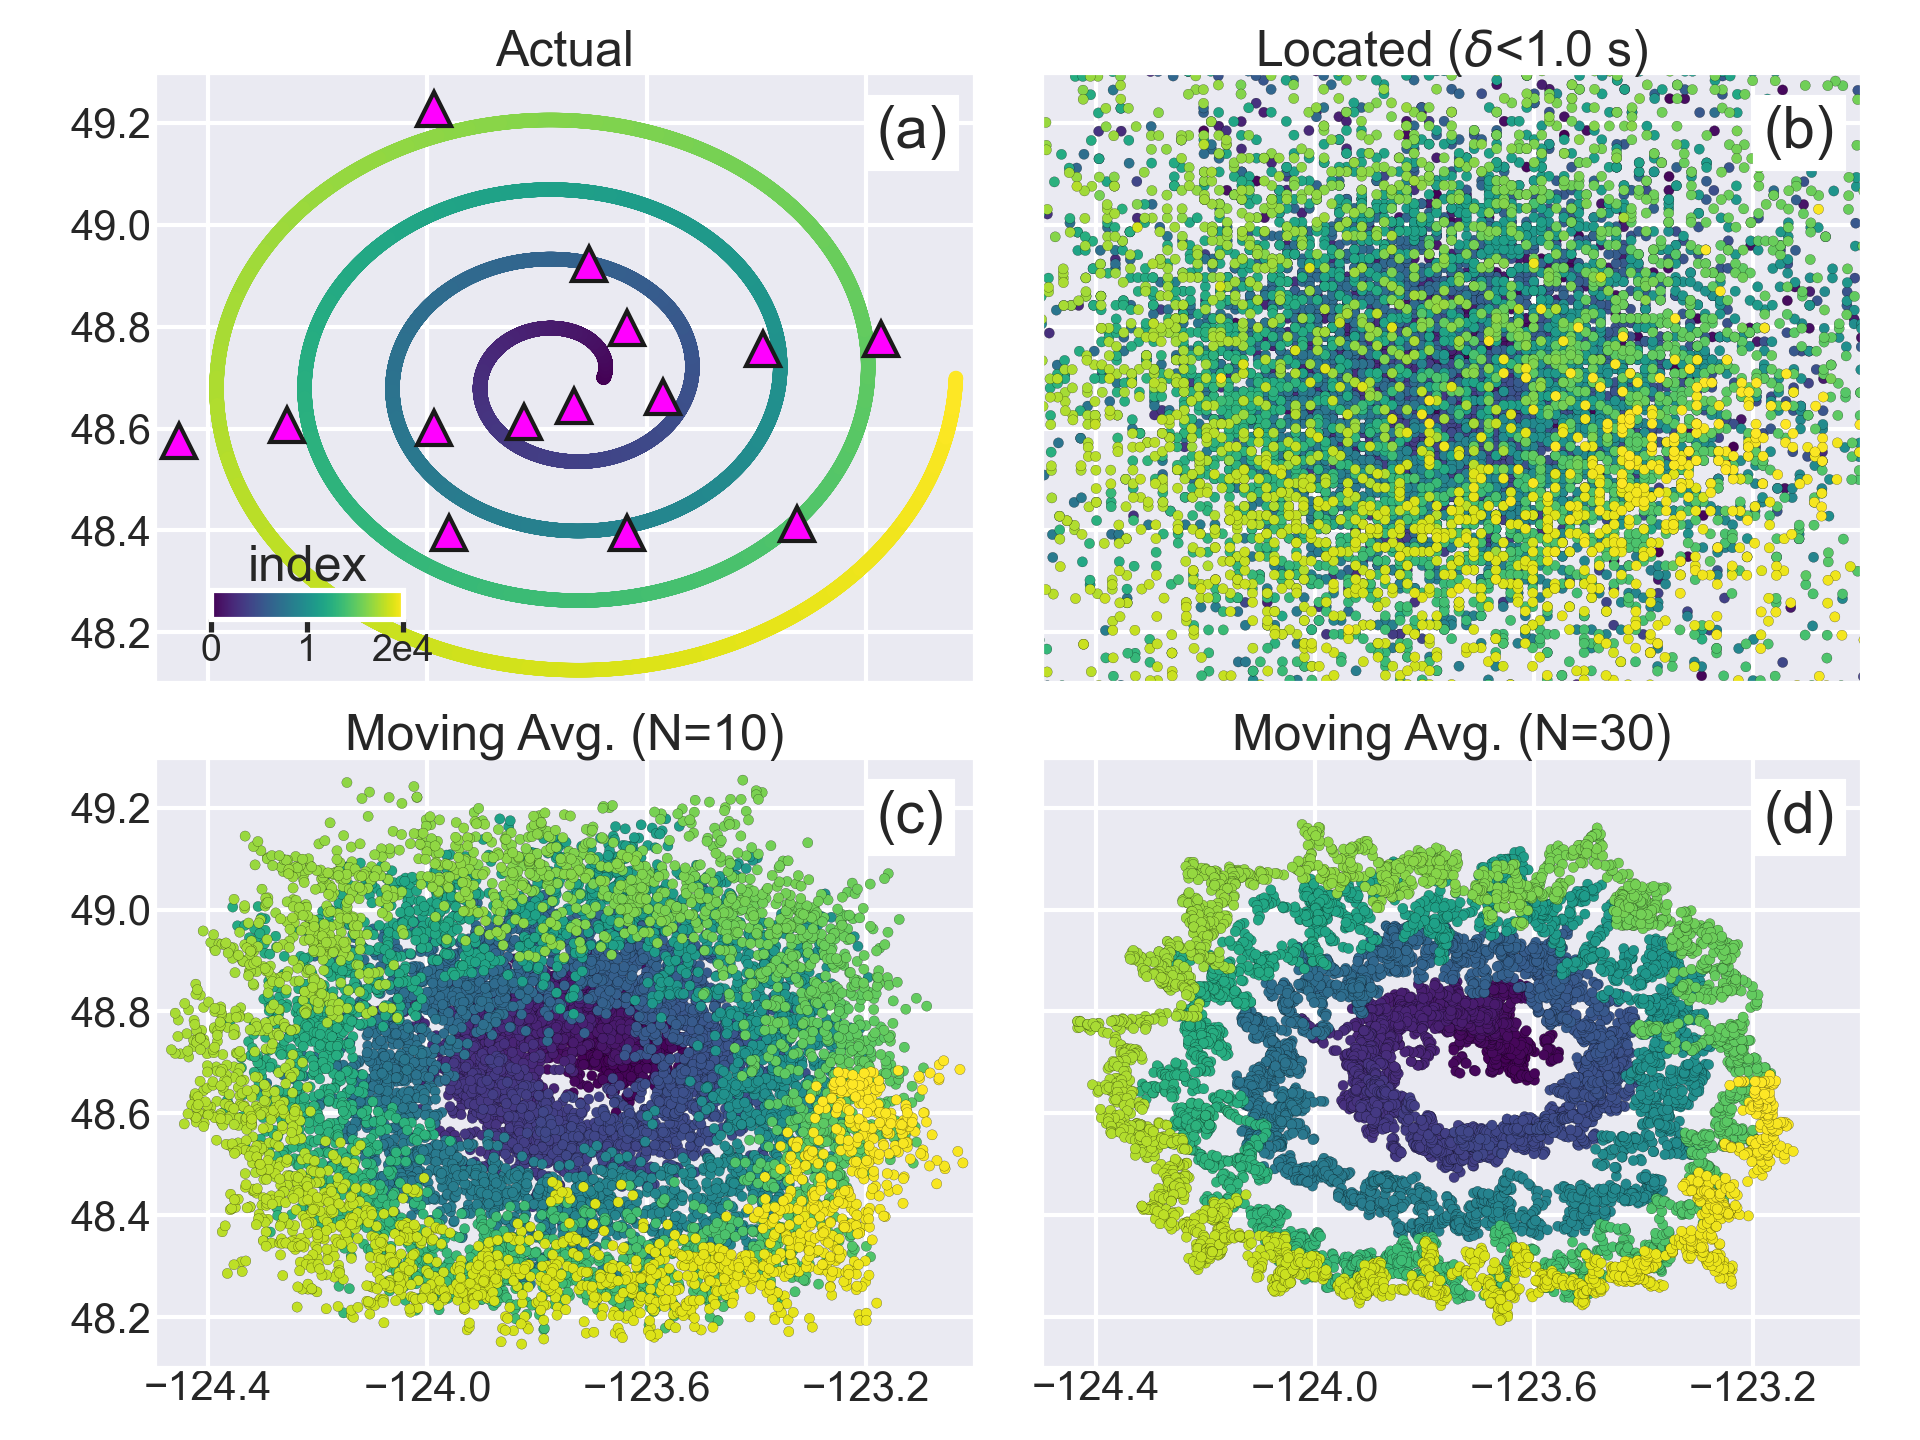 Actual
Located (δ<1.0 s)
(a)
(b)
49.2
49.0
48.8
48.6
48.4
48.2
index
0 1 2e4
Moving Avg. (N=10)
Moving Avg. (N=30)
(c)
(d)
49.2
49.0
48.8
48.6
48.4
48.2
−124.4 −124.0 −123.6 −123.2
−124.4 −124.0 −123.6 −123.2